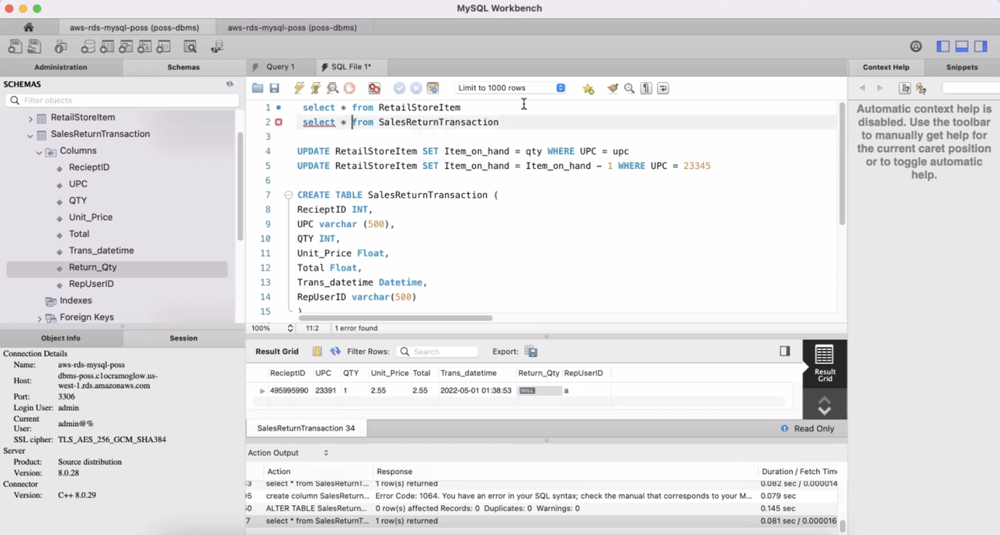 MySQL Workbench
aws-rds-mysql-poss (poss-dbms)
aws-rds-mysql-poss (poss-dbms)
Administration
Schemas
SCHEMAS
Filter objects
RetailStoreItem
SalesReturnTransaction
Columns
RecieptID
UPC
QTY
Unit_Price
Total
Trans_datetime
Return_Qty
RepUserID
Indexes
Foreign Keys
Object Info
Session
Connection Details
Name: aws-rds-mysql-poss
Host: dbms-poss.c1ocramoglow.us-
west-1.rds.amazonaws.com
Port: 3306
Login User: admin
Current
User: admin@%
SSL cipher: TLS_AES_256_GCM_SHA384
Server
Product: Source distribution
Version: 8.0.28
Connector
Version: C++ 8.0.29
Query 1
SQL File 1*
Limit to 1000 rows
1 select * from RetailStoreItem
2 select * from SalesReturnTransaction
3
4 UPDATE RetailStoreItem SET Item_on_hand = qty WHERE UPC = upc
5 UPDATE RetailStoreItem SET Item_on_hand = Item_on_hand - 1 WHERE UPC = 23345
6
7 CREATE TABLE SalesReturnTransaction (
8 RecieptID INT,
9 UPC varchar (500),
10 QTY INT,
11 Unit_Price Float,
12 Total Float,
13 Trans_datetime Datetime,
14 RepUserID varchar(500)
15 )
100% 11:2 1 error found
Result Grid Filter Rows: Search Export:
RecieptID UPC QTY Unit_Price Total Trans_datetime Return_Qty RepUserID
495995990 23391 1 2.55 2.55 2022-05-01 01:38:53 NULL a
Result
Grid
SalesReturnTransaction 34
Read Only
Action Output
Action Response Duration / Fetch Time
33 select * from SalesReturnT... 1 row(s) returned 0.082 sec / 0.000014
create column SalesReturn... Error Code: 1064. You have an error in your SQL syntax; check the manual that corresponds to your M... 0.079 sec
ALTER TABLE SalesReturn... 0 row(s) affected Records: 0 Duplicates: 0 Warnings: 0 0.145 sec
7 select * from SalesReturnT... 1 row(s) returned 0.081 sec / 0.000016
Context Help
Snippets
Automatic context help is
disabled. Use the toolbar
to manually get help for
the current caret position
or to toggle automatic
help.